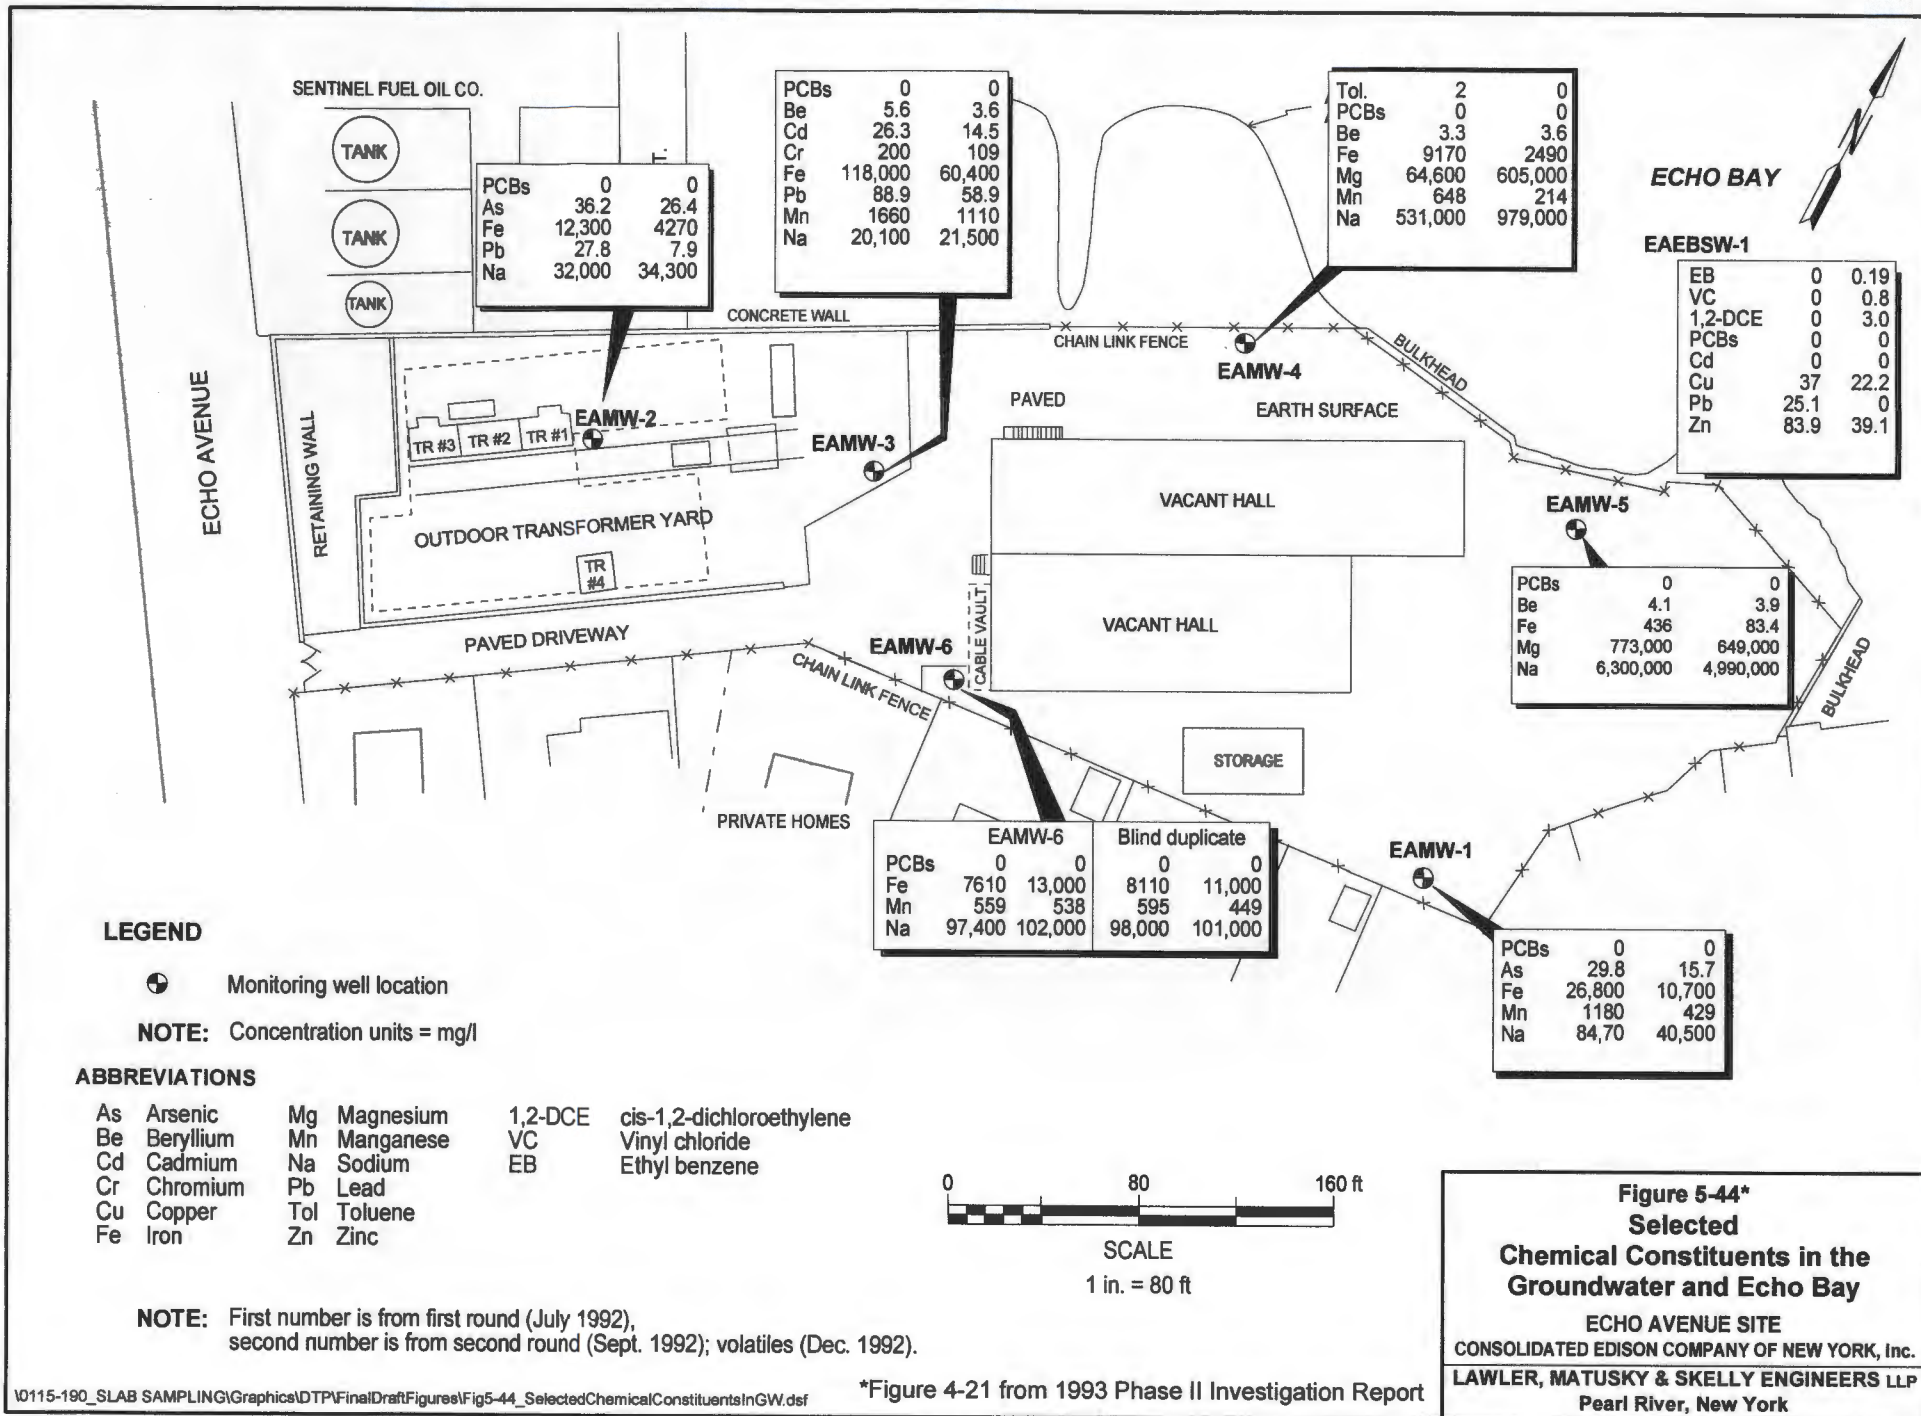 SENTINEL FUEL OIL CO.
TANK
TANK
TANK
T.
PCBs 0 0
As 36.2 26.4
Fe 12,300 4270
Pb 27.8 7.9
Na 32,000 34,300
PCBs 0 0
Be 5.6 3.6
Cd 26.3 14.5
Cr 200 109
Fe 118,000 60,400
Pb 88.9 58.9
Mn 1660 1110
Na 20,100 21,500
Tol. 2 0
PCBs 0 0
Be 3.3 3.6
Fe 9170 2490
Mg 64,600 605,000
Mn 648 214
Na 531,000 979,000
N
ECHO BAY
EAEBSW-1
EB 0 0.19
VC 0 0.8
1,2-DCE 0 3.0
PCBs 0 0
Cd 0 0
Cu 37 22.2
Pb 25.1 0
Zn 83.9 39.1
CONCRETE WALL
CHAIN LINK FENCE
BULKHEAD
EAMW-4
PAVED
EARTH SURFACE
ECHO AVENUE
RETAINING WALL
EAMW-2
TR #3
TR #2
TR #1
EAMW-3
OUTDOOR TRANSFORMER YARD
TR
#4
VACANT HALL
EAMW-5
PCBs 0 0
Be 4.1 3.9
Fe 436 83.4
Mg 773,000 649,000
Na 6,300,000 4,990,000
PAVED DRIVEWAY
EAMW-6
CABLE VAULT
VACANT HALL
BULKHEAD
CHAIN LINK FENCE
STORAGE
PRIVATE HOMES
EAMW-6 Blind duplicate
PCBs 0 0 0 0
Fe 7610 13,000 8110 11,000
Mn 559 538 595 449
Na 97,400 102,000 98,000 101,000
EAMW-1
PCBs 0 0
As 29.8 15.7
Fe 26,800 10,700
Mn 1180 429
Na 84,70 40,500
LEGEND
Monitoring well location
NOTE: Concentration units = mg/l
ABBREVIATIONS
As Arsenic Mg Magnesium 1,2-DCE cis-1,2-dichloroethylene
Be Beryllium Mn Manganese VC Vinyl chloride
Cd Cadmium Na Sodium EB Ethyl benzene
Cr Chromium Pb Lead
Cu Copper Tol Toluene
Fe Iron Zn Zinc
0 80 160 ft
SCALE
1 in. = 80 ft
NOTE: First number is from first round (July 1992),
second number is from second round (Sept. 1992); volatiles (Dec. 1992).
\0115-190_SLAB SAMPLING\Graphics\DTP\FinalDraftFigures\Fig5-44_SelectedChemicalConstituentsInGW.dsf
*Figure 4-21 from 1993 Phase II Investigation Report
Figure 5-44*
Selected
Chemical Constituents in the
Groundwater and Echo Bay
ECHO AVENUE SITE
CONSOLIDATED EDISON COMPANY OF NEW YORK, Inc.
LAWLER, MATUSKY & SKELLY ENGINEERS LLP
Pearl River, New York